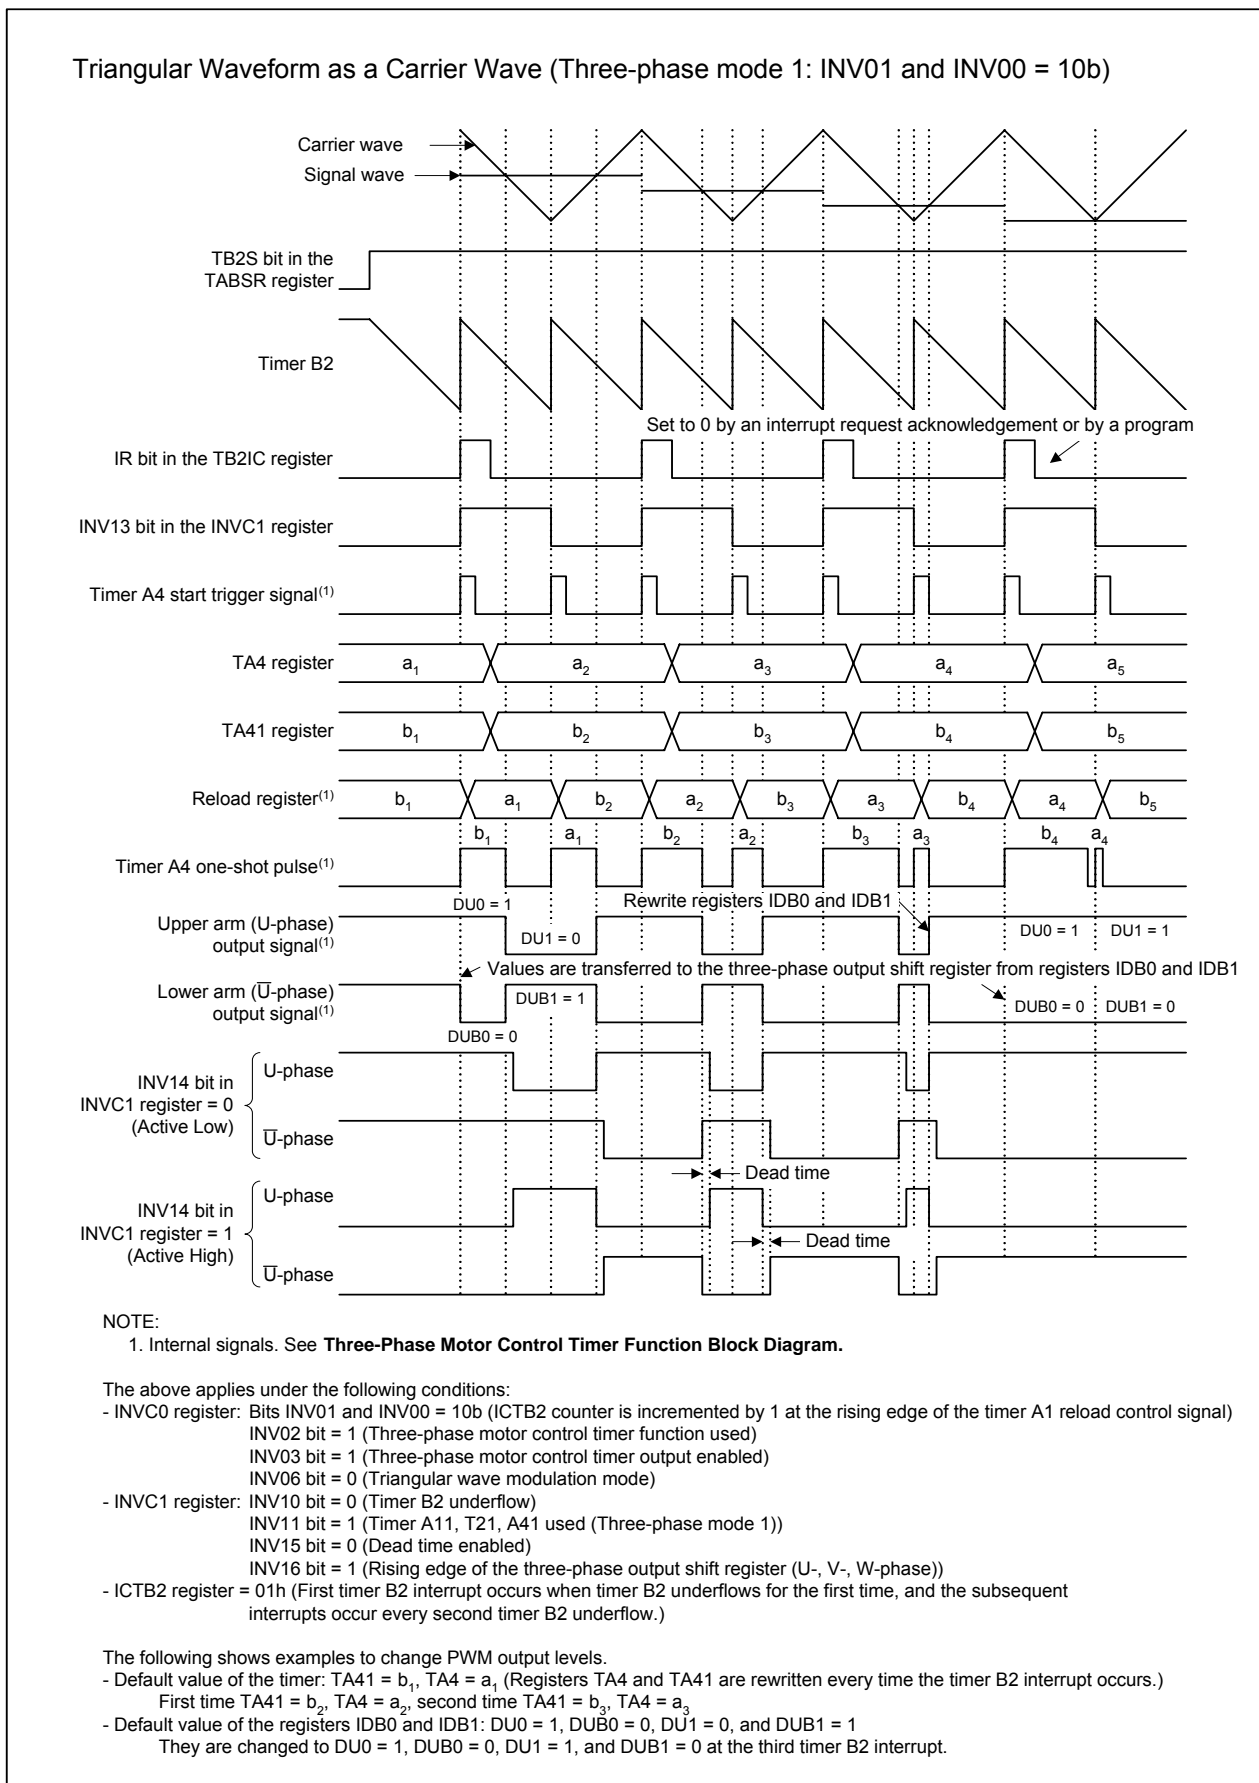 Triangular Waveform as a Carrier Wave (Three-phase mode 1: INV01 and INV00 = 10b)
Carrier wave
Signal wave
TB2S bit in the
TABSR register
Timer B2
Set to 0 by an interrupt request acknowledgement or by a program
IR bit in the TB2IC register
INV13 bit in the INVC1 register
Timer A4 start trigger signal(1)
TA4 register a1 a2 a3 a4 a5
TA41 register b1 b2 b3 b4 b5
Reload register(1) b1 a1 b2 a2 b3 a3 b4 a4 b5
b1 a1 b2 a2 b3 a3 b4 a4
Timer A4 one-shot pulse(1)
DU0 = 1 Rewrite registers IDB0 and IDB1
Upper arm (U-phase)
output signal(1)
DU1 = 0 DU0 = 1 DU1 = 1
Values are transferred to the three-phase output shift register from registers IDB0 and IDB1
Lower arm (U̅-phase)
output signal(1)
DUB1 = 1 DUB0 = 0 DUB1 = 0
DUB0 = 0
INV14 bit in
INVC1 register = 0
(Active Low)
U-phase
U̅-phase
Dead time
INV14 bit in
INVC1 register = 1
(Active High)
U-phase
Dead time
U̅-phase
NOTE:
1. Internal signals. See Three-Phase Motor Control Timer Function Block Diagram.
The above applies under the following conditions:
- INVC0 register: Bits INV01 and INV00 = 10b (ICTB2 counter is incremented by 1 at the rising edge of the timer A1 reload control signal)
INV02 bit = 1 (Three-phase motor control timer function used)
INV03 bit = 1 (Three-phase motor control timer output enabled)
INV06 bit = 0 (Triangular wave modulation mode)
- INVC1 register: INV10 bit = 0 (Timer B2 underflow)
INV11 bit = 1 (Timer A11, T21, A41 used (Three-phase mode 1))
INV15 bit = 0 (Dead time enabled)
INV16 bit = 1 (Rising edge of the three-phase output shift register (U-, V-, W-phase))
- ICTB2 register = 01h (First timer B2 interrupt occurs when timer B2 underflows for the first time, and the subsequent
interrupts occur every second timer B2 underflow.)
The following shows examples to change PWM output levels.
- Default value of the timer: TA41 = b1, TA4 = a1 (Registers TA4 and TA41 are rewritten every time the timer B2 interrupt occurs.)
First time TA41 = b2, TA4 = a2, second time TA41 = b3, TA4 = a3
- Default value of the registers IDB0 and IDB1: DU0 = 1, DUB0 = 0, DU1 = 0, and DUB1 = 1
They are changed to DU0 = 1, DUB0 = 0, DU1 = 1, and DUB1 = 0 at the third timer B2 interrupt.